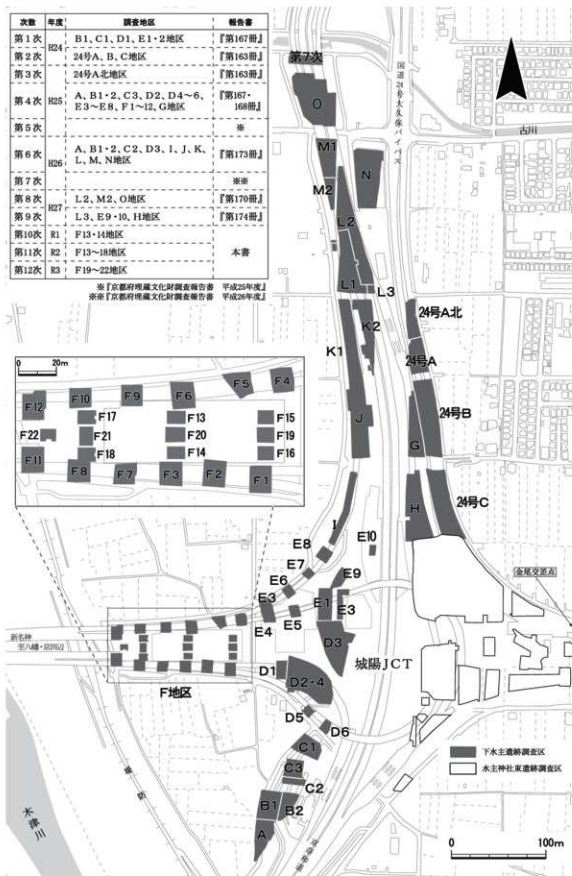 次数 年度 調査地区 報告書
第1次 H24 B1、C1、D1、E1・2地区 『第167冊』
第2次 24号A、B、C地区 『第163冊』
第3次 H25 24号A北地区 『第163冊』
第4次 A、B1・2、C3、D2、D4～6、
E3～E8、F1～12、G地区 『第167・
168冊』
第5次 ※
第6次 H26 A、B1・2、C2、D3、I、J、K、
L、M、N地区 『第173冊』
第7次 ※※
第8次 H27 L2、M2、O地区 『第170冊』
第9次 L3、E9・10、H地区 『第174冊』
第10次 R1 F13・14地区 本書
第11次 R2 F13～18地区
第12次 R3 F19～22地区
※『京都府埋蔵文化財調査報告書 平成25年度』
※※『京都府埋蔵文化財調査報告書 平成26年度』
第7次
O
国道24号大久保バイパス
古川
M1
N
M2
L2
L1
L3
24号A北
K2
K1
24号A
24号B
J
G
24号C
H
0 20m
F12 F10 F9 F6 F5 F4
F17 F13 F15
F22 F21 F20 F19
F18 F14 F16
F11 F8 F7 F3 F2 F1
I
E10
E8
E7
E9
E6
E3
E1
E3
E5
E4
D3
金尾交差点
新名神
至八幡・京田辺
城陽JCT
F地区
D1
D2・4
D5
D6
C1
C3
C2
B1
B2
A
堤防
木津川
下水主遺跡調査区
水主神社東遺跡調査区
0 100m